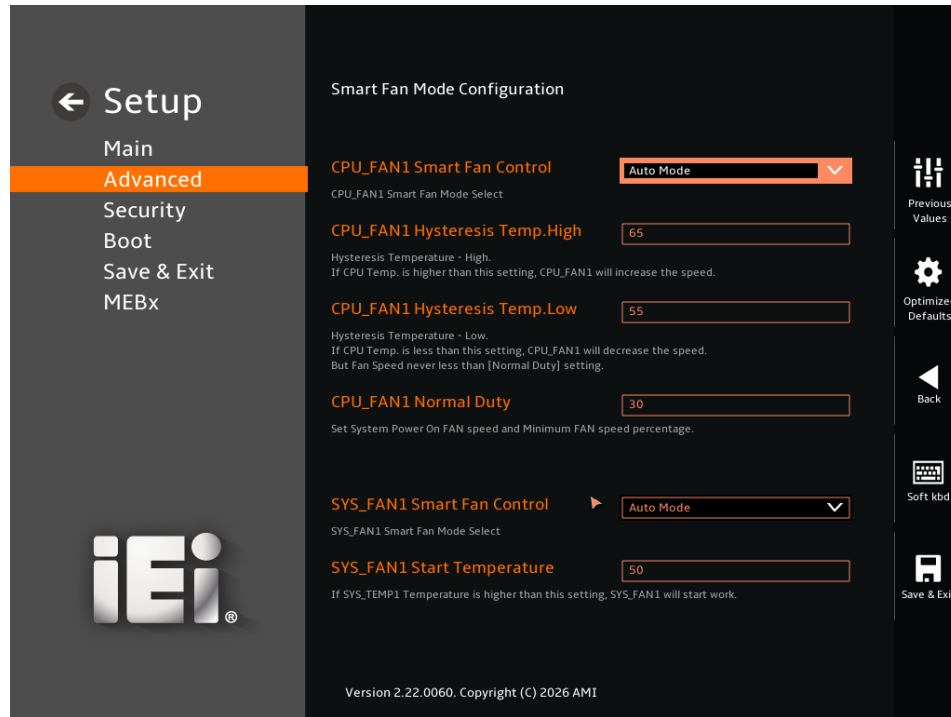 Setup
Main
Advanced
Security
Boot
Save & Exit
MEBx
iEi®
Smart Fan Mode Configuration
CPU_FAN1 Smart Fan Control
Auto Mode
CPU_FAN1 Smart Fan Mode Select
CPU_FAN1 Hysteresis Temp.High
65
Hysteresis Temperature - High.
If CPU Temp. is higher than this setting, CPU_FAN1 will increase the speed.
CPU_FAN1 Hysteresis Temp.Low
55
Hysteresis Temperature - Low.
If CPU Temp. is less than this setting, CPU_FAN1 will decrease the speed.
But Fan Speed never less than [Normal Duty] setting.
CPU_FAN1 Normal Duty
30
Set System Power On FAN speed and Minimum FAN speed percentage.
SYS_FAN1 Smart Fan Control
Auto Mode
SYS_FAN1 Smart Fan Mode Select
SYS_FAN1 Start Temperature
50
If SYS_TEMP1 Temperature is higher than this setting, SYS_FAN1 will start work.
Version 2.22.0060. Copyright (C) 2026 AMI
Previous
Values
Optimized
Defaults
Back
Soft kbd
Save & Exi